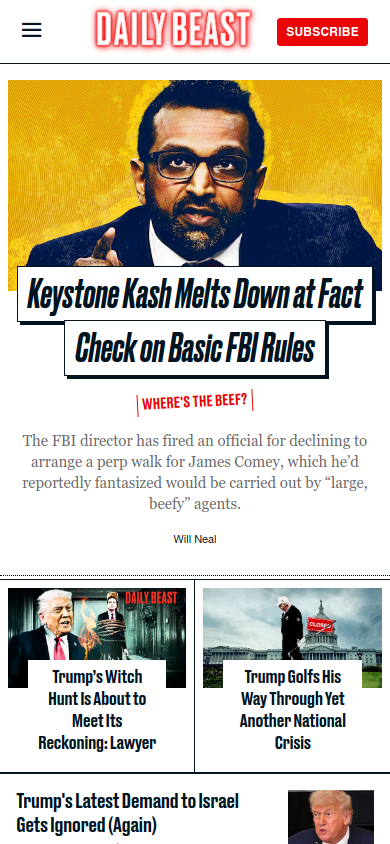 DAILY BEAST
SUBSCRIBE
Keystone Kash Melts Down at Fact
Check on Basic FBI Rules
WHERE'S THE BEEF?
The FBI director has fired an official for declining to
arrange a perp walk for James Comey, which he’d
reportedly fantasized would be carried out by “large,
beefy” agents.
Will Neal
DAILY BEAST
Trump’s Witch
Hunt Is About to
Meet Its
Reckoning: Lawyer
CLOSED
Trump Golfs His
Way Through Yet
Another National
Crisis
Trump's Latest Demand to Israel
Gets Ignored (Again)